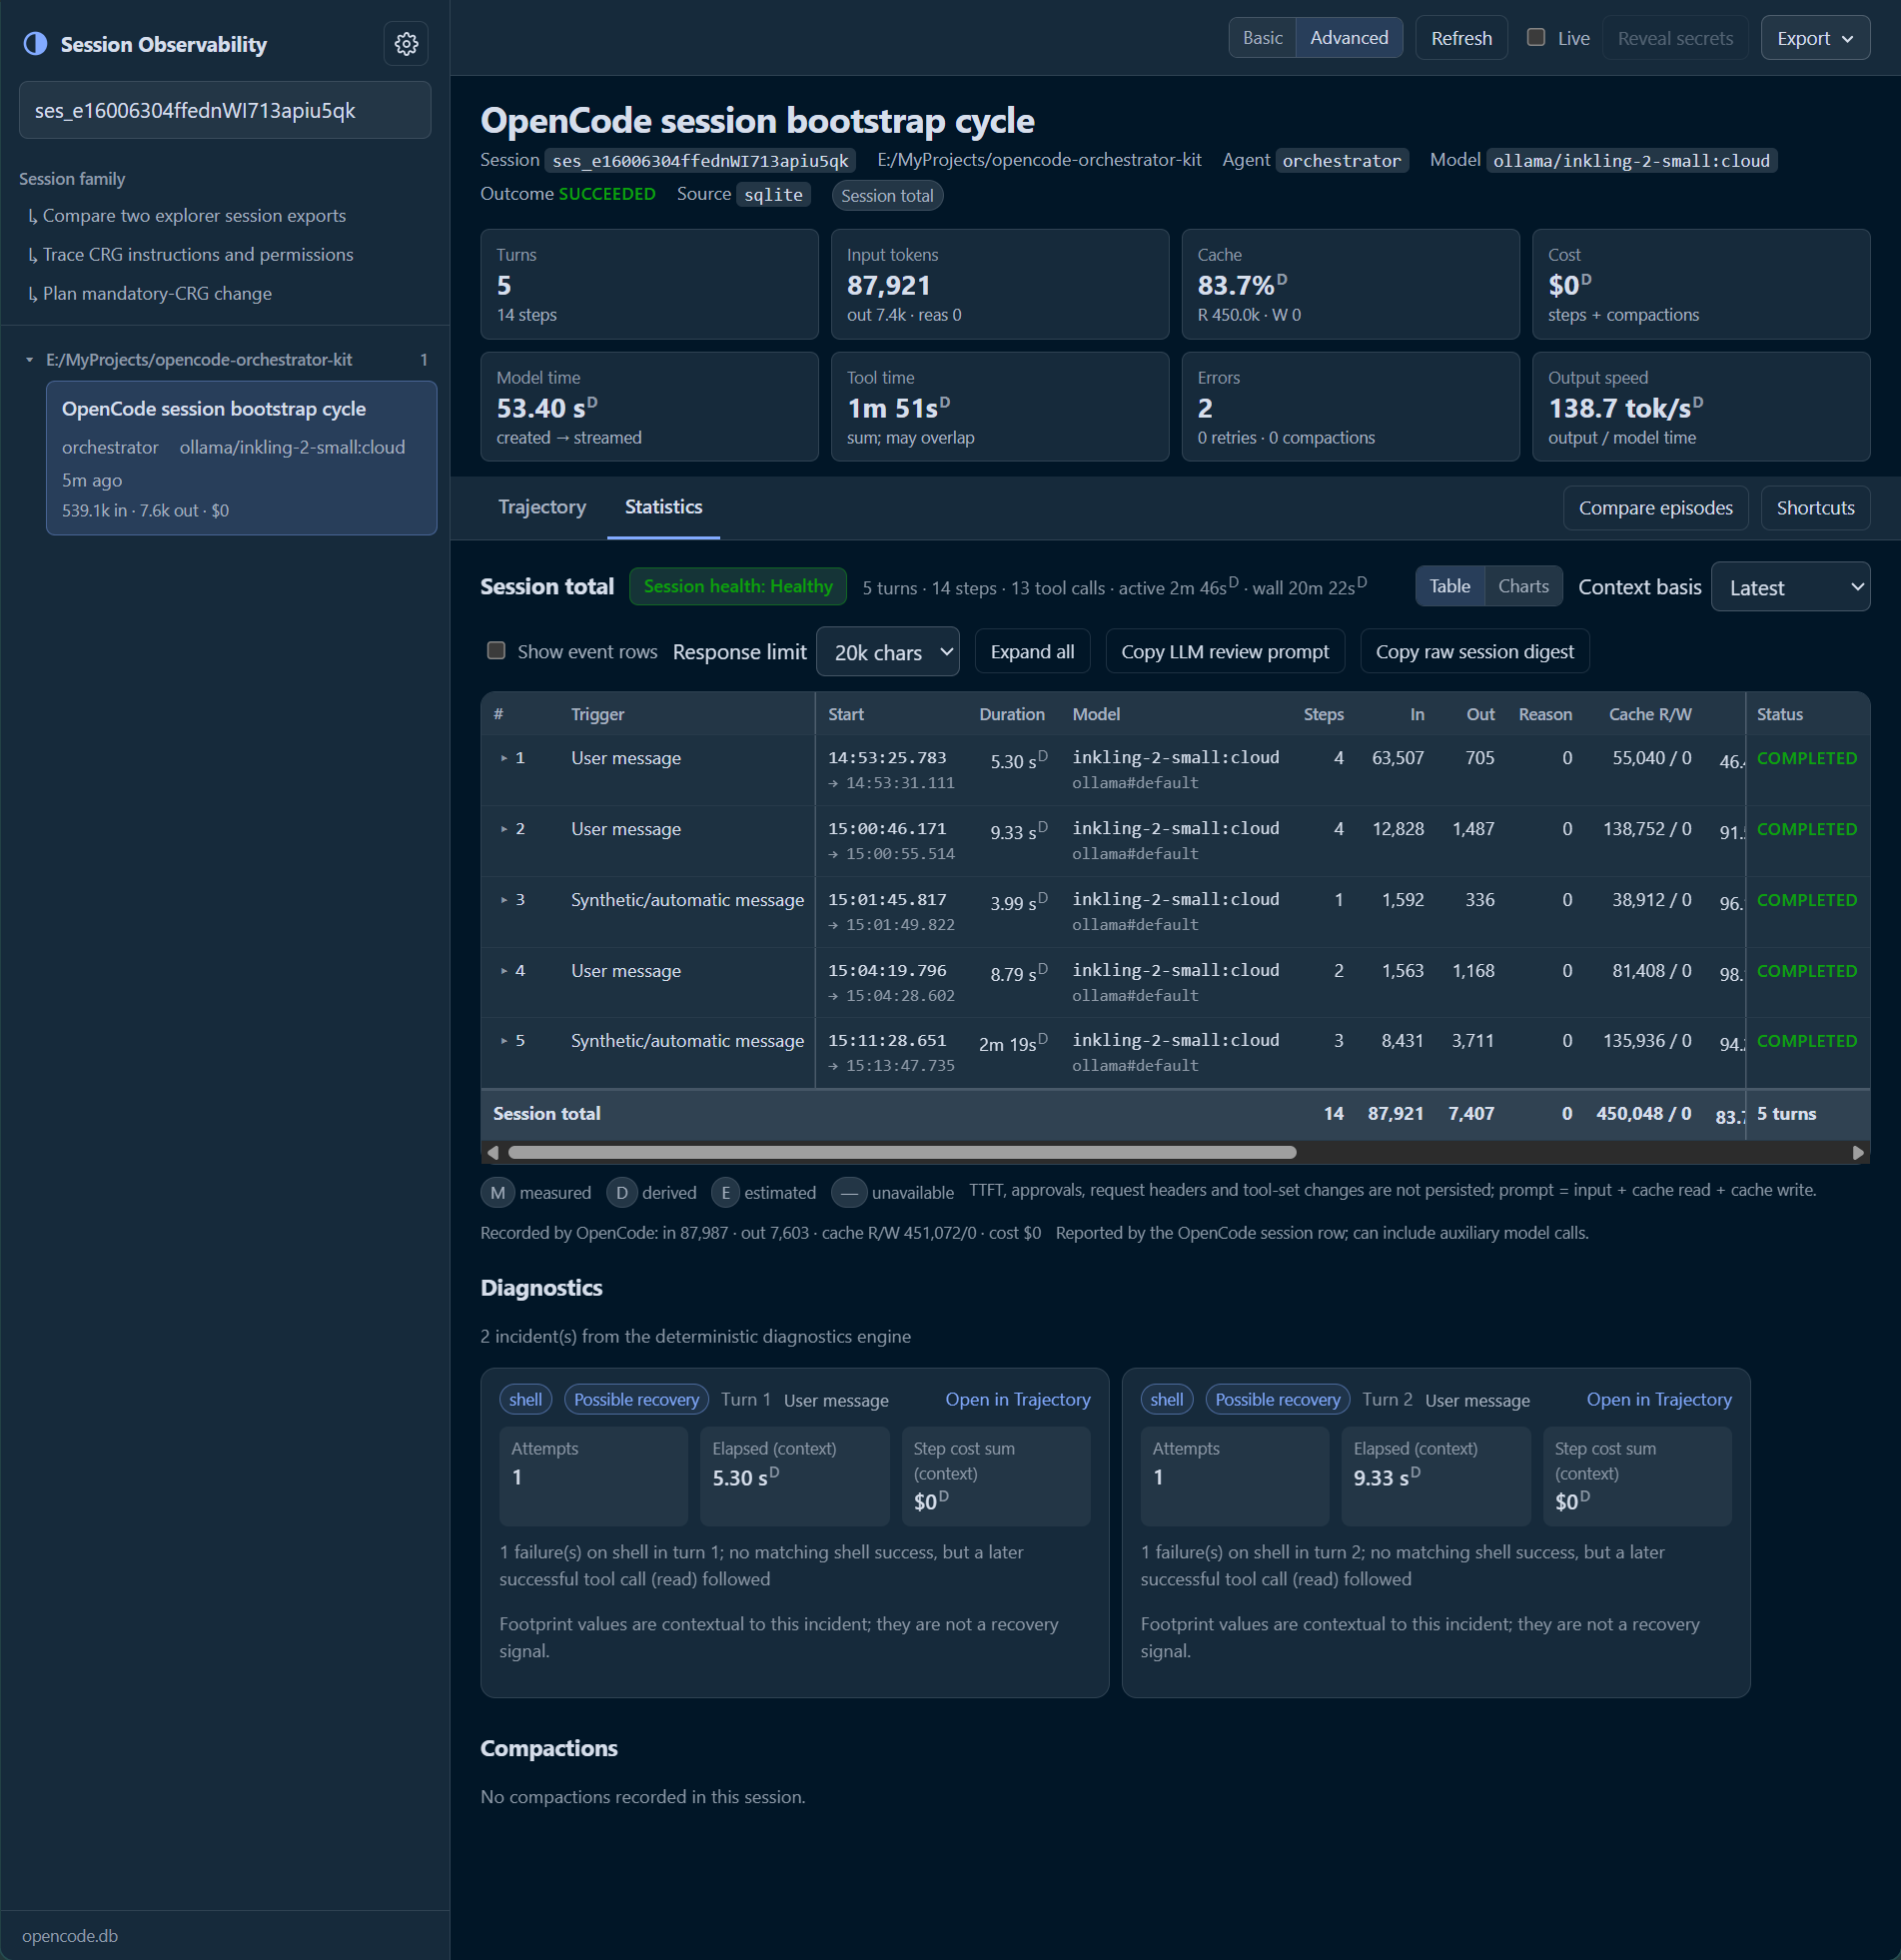 Session Observability
ses_e16006304ffednWI713apiu5qk
Session family
↳ Compare two explorer session exports
↳ Trace CRG instructions and permissions
↳ Plan mandatory-CRG change
E:/MyProjects/opencode-orchestrator-kit 1
OpenCode session bootstrap cycle
orchestrator ollama/inkling-2-small:cloud
5m ago
539.1k in · 7.6k out · $0
opencode.db
Basic Advanced Refresh Live Reveal secrets Export
OpenCode session bootstrap cycle
Session ses_e16006304ffednWI713apiu5qk E:/MyProjects/opencode-orchestrator-kit Agent orchestrator Model ollama/inkling-2-small:cloud
Outcome SUCCEEDED Source sqlite Session total
Turns Input tokens Cache Cost
5 87,921 83.7%D $0D
14 steps out 7.4k · reas 0 R 450.0k · W 0 steps + compactions
Model time Tool time Errors Output speed
53.40 sD 1m 51sD 2 138.7 tok/sD
created → streamed sum; may overlap 0 retries · 0 compactions output / model time
Trajectory Statistics Compare episodes Shortcuts
Session total Session health: Healthy 5 turns · 14 steps · 13 tool calls · active 2m 46sD · wall 20m 22sD Table Charts Context basis Latest
Show event rows Response limit 20k chars Expand all Copy LLM review prompt Copy raw session digest
# Trigger Start Duration Model Steps In Out Reason Cache R/W Status
1 User message 14:53:25.783 5.30 sD inkling-2-small:cloud 4 63,507 705 0 55,040 / 0 46. COMPLETED
→ 14:53:31.111 ollama#default
2 User message 15:00:46.171 9.33 sD inkling-2-small:cloud 4 12,828 1,487 0 138,752 / 0 91. COMPLETED
→ 15:00:55.514 ollama#default
3 Synthetic/automatic message 15:01:45.817 3.99 sD inkling-2-small:cloud 1 1,592 336 0 38,912 / 0 96. COMPLETED
→ 15:01:49.822 ollama#default
4 User message 15:04:19.796 8.79 sD inkling-2-small:cloud 2 1,563 1,168 0 81,408 / 0 98. COMPLETED
→ 15:04:28.602 ollama#default
5 Synthetic/automatic message 15:11:28.651 2m 19sD inkling-2-small:cloud 3 8,431 3,711 0 135,936 / 0 94. COMPLETED
→ 15:13:47.735 ollama#default
Session total 14 87,921 7,407 0 450,048 / 0 83. 5 turns
M measured D derived E estimated — unavailable TTFT, approvals, request headers and tool-set changes are not persisted; prompt = input + cache read + cache write.
Recorded by OpenCode: in 87,987 · out 7,603 · cache R/W 451,072/0 · cost $0 Reported by the OpenCode session row; can include auxiliary model calls.
Diagnostics
2 incident(s) from the deterministic diagnostics engine
shell Possible recovery Turn 1 User message Open in Trajectory
Attempts Elapsed (context) Step cost sum (context)
1 5.30 sD $0D
1 failure(s) on shell in turn 1; no matching shell success, but a later
successful tool call (read) followed
Footprint values are contextual to this incident; they are not a recovery
signal.
shell Possible recovery Turn 2 User message Open in Trajectory
Attempts Elapsed (context) Step cost sum (context)
1 9.33 sD $0D
1 failure(s) on shell in turn 2; no matching shell success, but a later
successful tool call (read) followed
Footprint values are contextual to this incident; they are not a recovery
signal.
Compactions
No compactions recorded in this session.